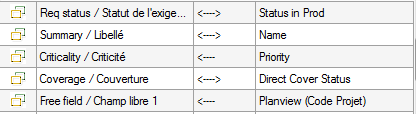 Req status / Statut de l'exige... <----> Status in Prod
Summary / Libellé <----> Name
Criticality / Criticité <---- Priority
Coverage / Couverture <----> Direct Cover Status
Free field / Champ libre 1 <---- Planview (Code Projet)